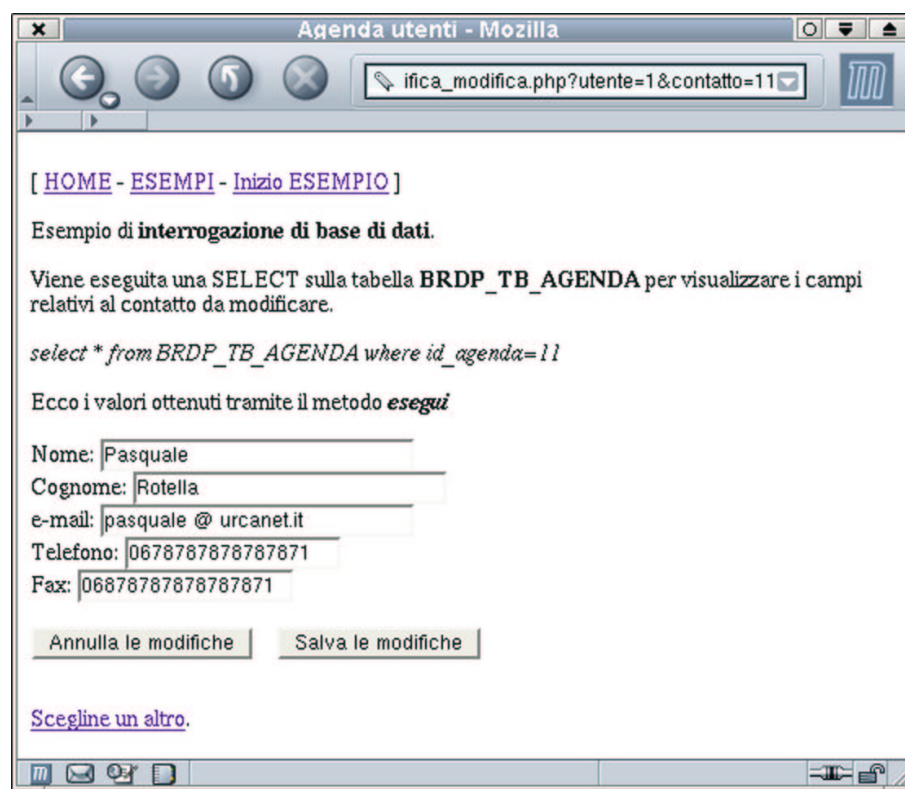 Agenda utenti - Mozilla
ifica_modifica.php?utente=1&contatto=11
[ HOME - ESEMPI - Inizio ESEMPIO ]
Esempio di interrogazione di base di dati.
Viene eseguita una SELECT sulla tabella BRDP_TB_AGENDA per visualizzare i campi
relativi al contatto da modificare.
select * from BRDP_TB_AGENDA where id_agenda=11
Ecco i valori ottenuti tramite il metodo esegui
Nome: Pasquale
Cognome: Rotella
e-mail: pasquale @ urcanet.it
Telefono: 0678787878787871
Fax: 06878787878787871
Annulla le modifiche Salva le modifiche
Scegline un altro.